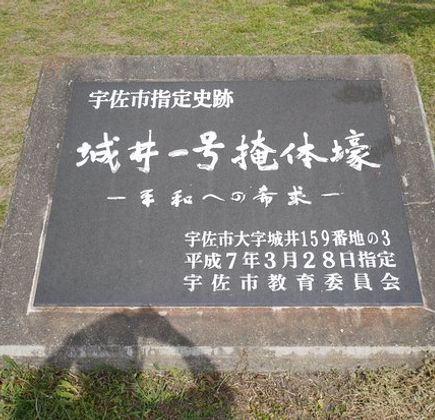 宇佐市指定史跡
城井一号掩体壕
ー平和への希求ー
宇佐市大字城井159番地の3
平成7年3月28日指定
宇佐市教育委員会